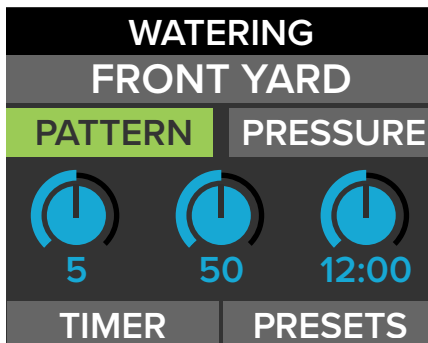 WATERING
FRONT YARD
PATTERN PRESSURE
5 50 12:00
TIMER PRESETS